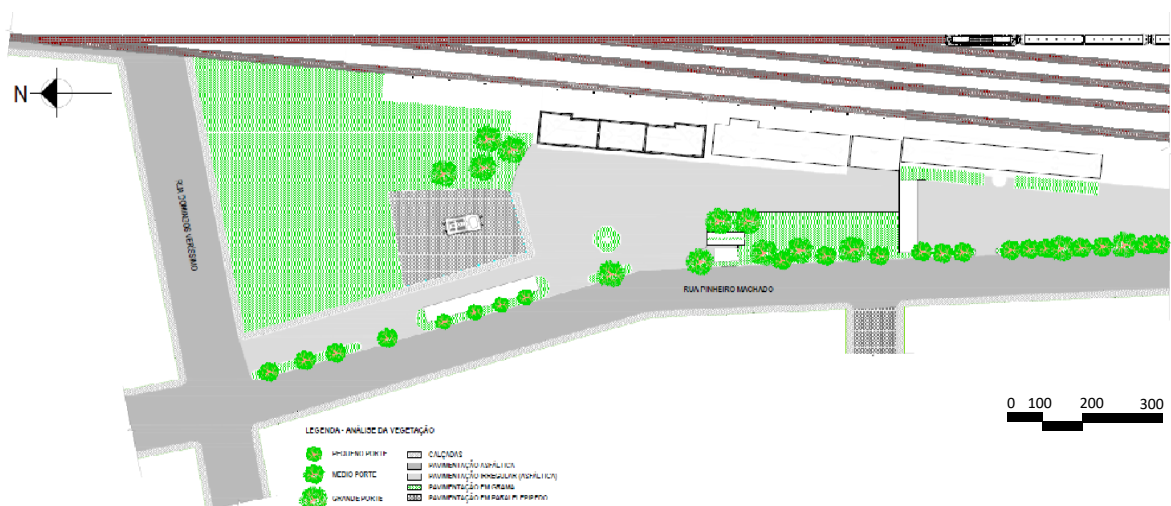 N
RUA DOMINGOS VERÍSSIMO
RUA PINHEIRO MACHADO
0 100 200 300
LEGENDA - ANÁLISE DA VEGETAÇÃO
PEQUENO PORTE
MÉDIO PORTE
GRANDE PORTE
CALÇADAS
PAVIMENTAÇÃO ASFÁLTICA
PAVIMENTAÇÃO IRREGULAR (ASFÁLTICA)
PAVIMENTAÇÃO EM GRAMA
PAVIMENTAÇÃO EM PARALELEPÍPEDO